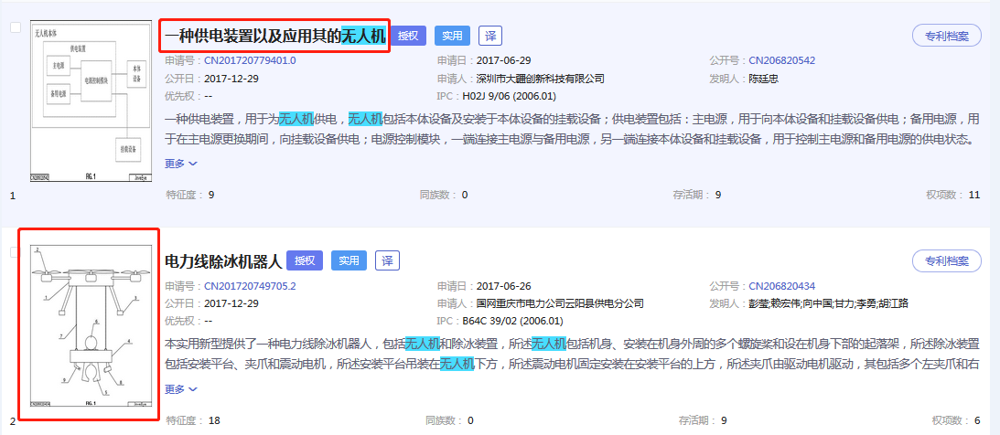 一种供电装置以及应用其的无人机 授权 实用 译 专利档案
申请号： CN201720779401.0 申请日：2017-06-29 公开号： CN206820542
公开日：2017-12-29 申请人：深圳市大疆创新科技有限公司 发明人：陈廷忠
优先权： -- IPC： H02J 9/06 (2006.01)
一种供电装置，用于为无人机供电，无人机包括本体设备及安装于本体设备的挂载设备；供电装置包括：主电源，用于向本体设备和挂载设备供电；备用电源，用
于在主电源更换期间，向挂载设备供电；电源控制模块，一端连接主电源与备用电源，另一端连接本体设备和挂载设备，用于控制主电源和备用电源的供电状态。
更多
1 特征度： 9 同族数： 0 存活期： 9 权项数： 11
无人机本体
供电装置
主电源
备用电源
电源控制模块
本体
设备
挂载设备
CN206820542 FIG. 1
电力线除冰机器人 授权 实用 译 专利档案
申请号： CN201720749705.2 申请日：2017-06-26 公开号： CN206820434
公开日：2017-12-29 申请人：国网重庆市电力公司云阳县供电分公司 发明人：彭莹;赖宏伟;向中国;甘力;李勇;胡江路
优先权： -- IPC： B64C 39/02 (2006.01)
本实用新型提供了一种电力线除冰机器人，包括无人机和除冰装置，所述无人机包括机身、安装在机身外周的多个螺旋桨和设在机身下部的起落架，所述除冰装置
包括安装平台、夹爪和震动电机，所述安装平台吊装在无人机下方，所述震动电机固定安装在安装平台的上方，所述夹爪由驱动电机驱动，其包括多个左夹爪和右
更多
2 特征度： 18 同族数： 0 存活期： 9 权项数： 6
2
1
3
7
6
4
9
5
8
CN206820434 FIG. 1